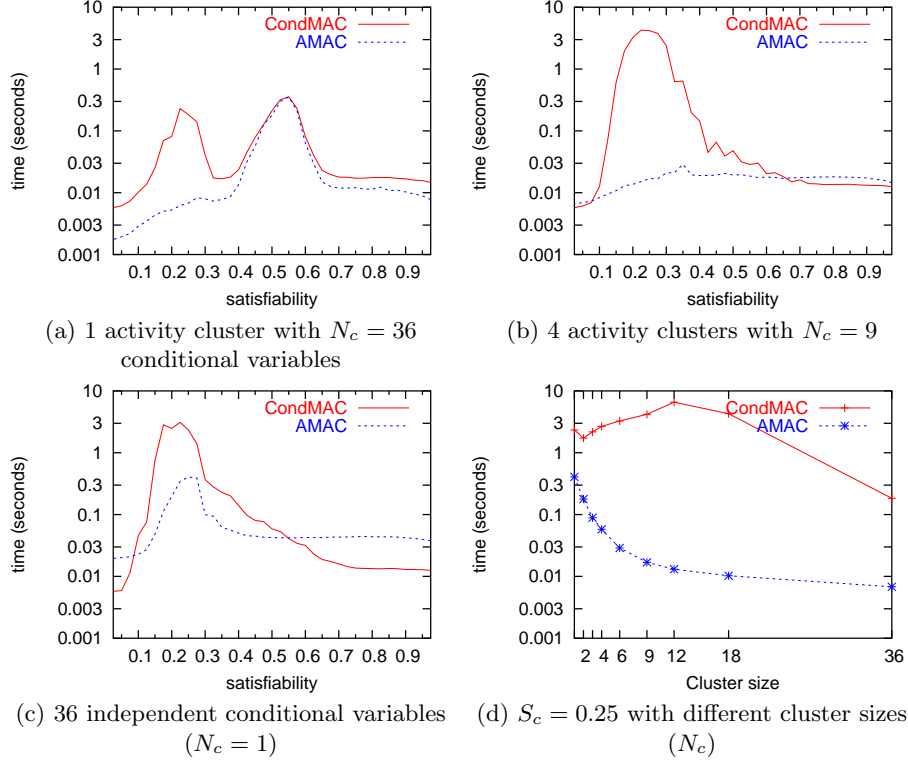 10
3
1
0.3
0.1
0.03
0.01
0.003
0.001
time (seconds)
CondMAC
AMAC
0.1 0.2 0.3 0.4 0.5 0.6 0.7 0.8 0.9
satisfiability
(a) 1 activity cluster with N_c = 36
conditional variables
10
3
1
0.3
0.1
0.03
0.01
0.003
0.001
time (seconds)
CondMAC
AMAC
0.1 0.2 0.3 0.4 0.5 0.6 0.7 0.8 0.9
satisfiability
(b) 4 activity clusters with N_c = 9
10
3
1
0.3
0.1
0.03
0.01
0.003
0.001
time (seconds)
CondMAC
AMAC
0.1 0.2 0.3 0.4 0.5 0.6 0.7 0.8 0.9
satisfiability
(c) 36 independent conditional variables
(N_c = 1)
10
3
1
0.3
0.1
0.03
0.01
0.003
0.001
time (seconds)
CondMAC
AMAC
2 4 6 9 12 18 36
Cluster size
(d) S_c = 0.25 with different cluster sizes
(N_c)